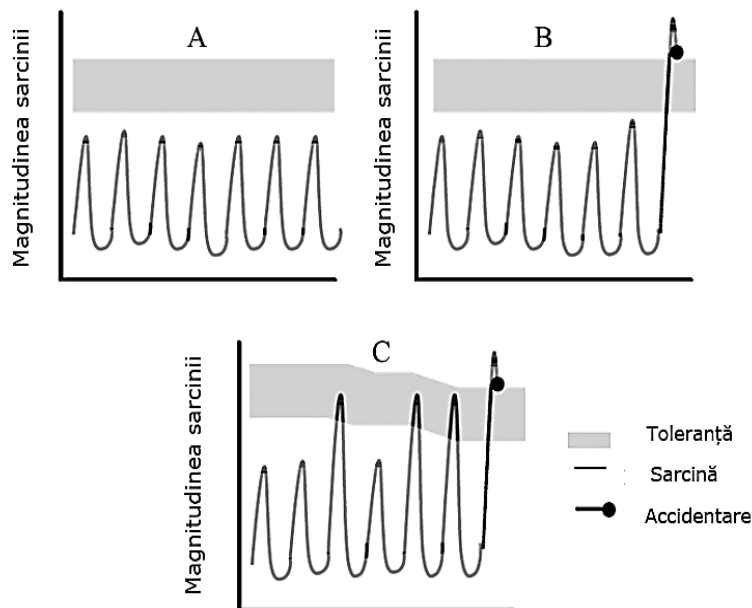 A
Magnitudinea sarcinii
B
Magnitudinea sarcinii
C
Magnitudinea sarcinii
Toleranță
Sarcină
Accidentare